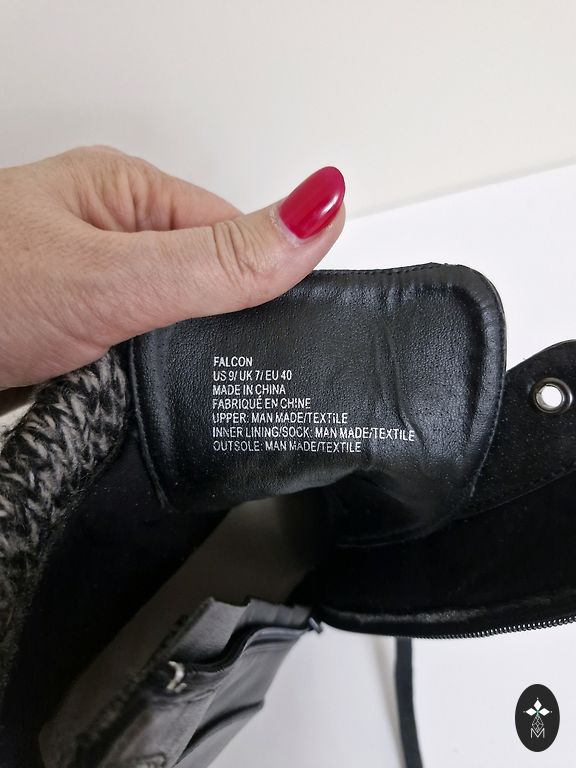 FALCON
US 9/ UK 7/ EU 40
MADE IN CHINA
FABRIQUÉ EN CHINE
UPPER: MAN MADE/TEXTILE
INNER LINING/SOCK: MAN MADE/TEXTILE
OUTSOLE: MAN MADE/TEXTILE
M